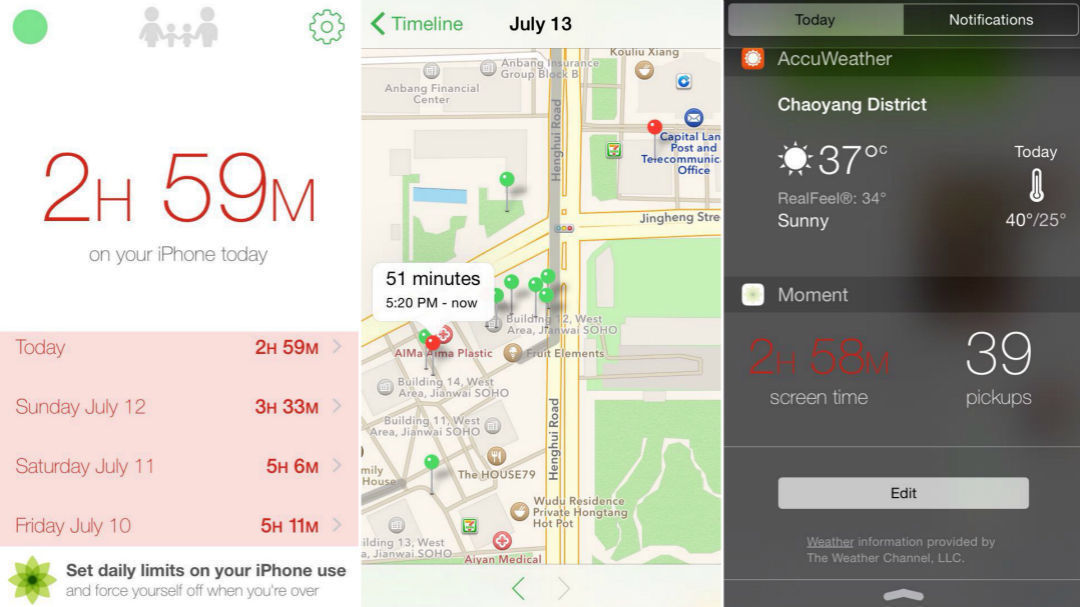 2H 59M
on your iPhone today
Today 2H 59M
Sunday July 12 3H 33M
Saturday July 11 5H 6M
Friday July 10 5H 11M
Set daily limits on your iPhone use
and force yourself off when you're over
Timeline
July 13
Kouliu Xiang
Anbang Insurance
Group Block B
Anbang Financial
Center
Henghui Road
Capital Lan
Post and
Telecommunica
Office
Jingheng Stre
51 minutes
5:20 PM - now
Building 12, West
Area, Jianwai SOHO
AIMa Aima Plastic
Fruit Elements
Building 14, West
Area, Jianwai SOHO
Building 11, West
Area, Jianwai SOHO
Henghui Road
mily
House
The HOUSE79
Wudu Residence
Private Hongtang
Hot Pot
ilding 13, West
a, Jianwai SOHO
Aiyan Medical
Today
Notifications
AccuWeather
Chaoyang District
37°C
RealFeel®: 34°
Sunny
Today
40°/25°
Moment
2H 58M
screen time
39
pickups
Edit
Weather information provided by
The Weather Channel, LLC.